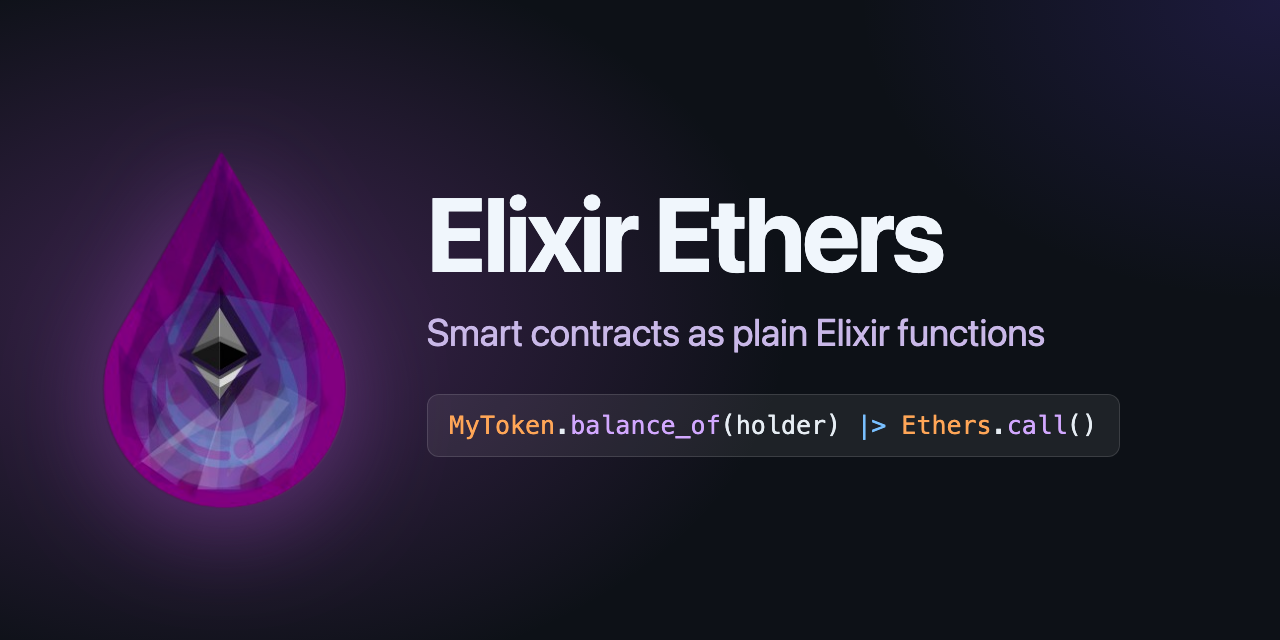 Elixir Ethers
Smart contracts as plain Elixir functions
MyToken.balance_of(holder) |> Ethers.call()